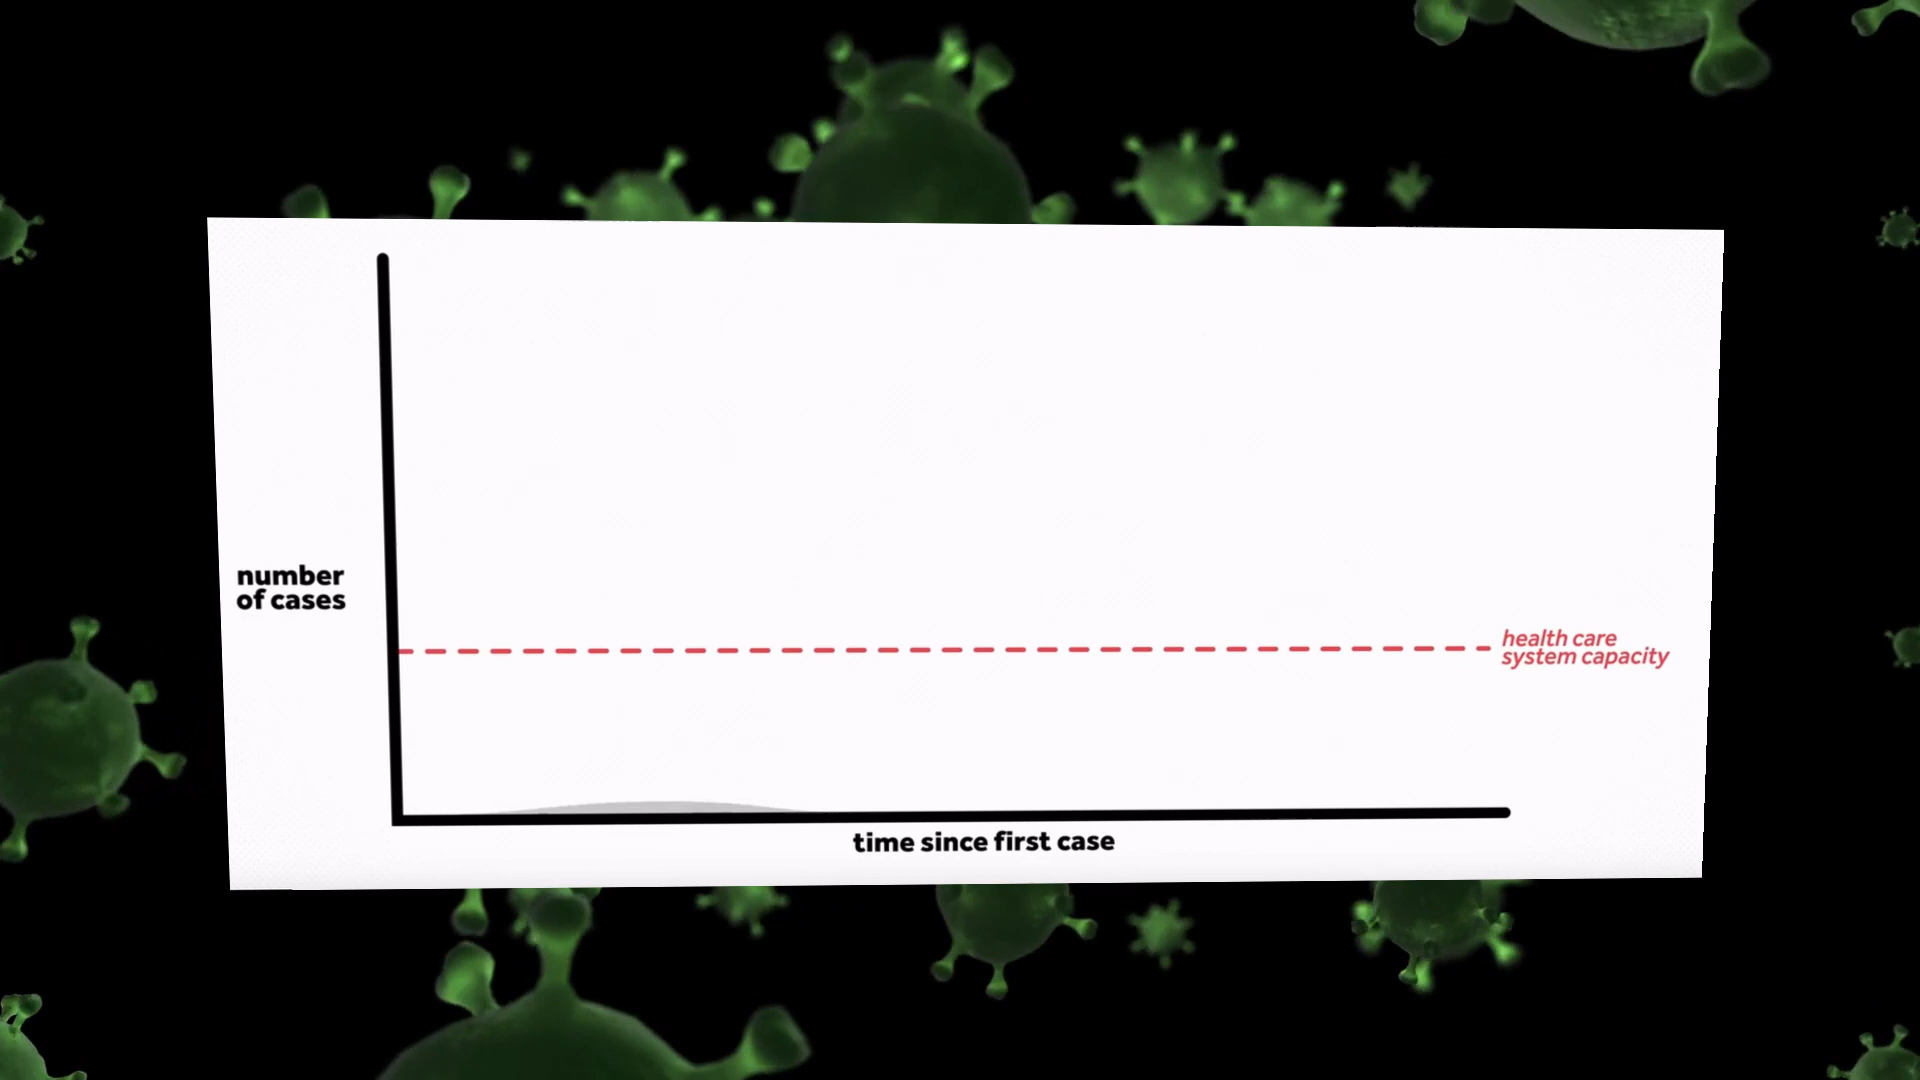 number
of cases
health care
system capacity
time since first case